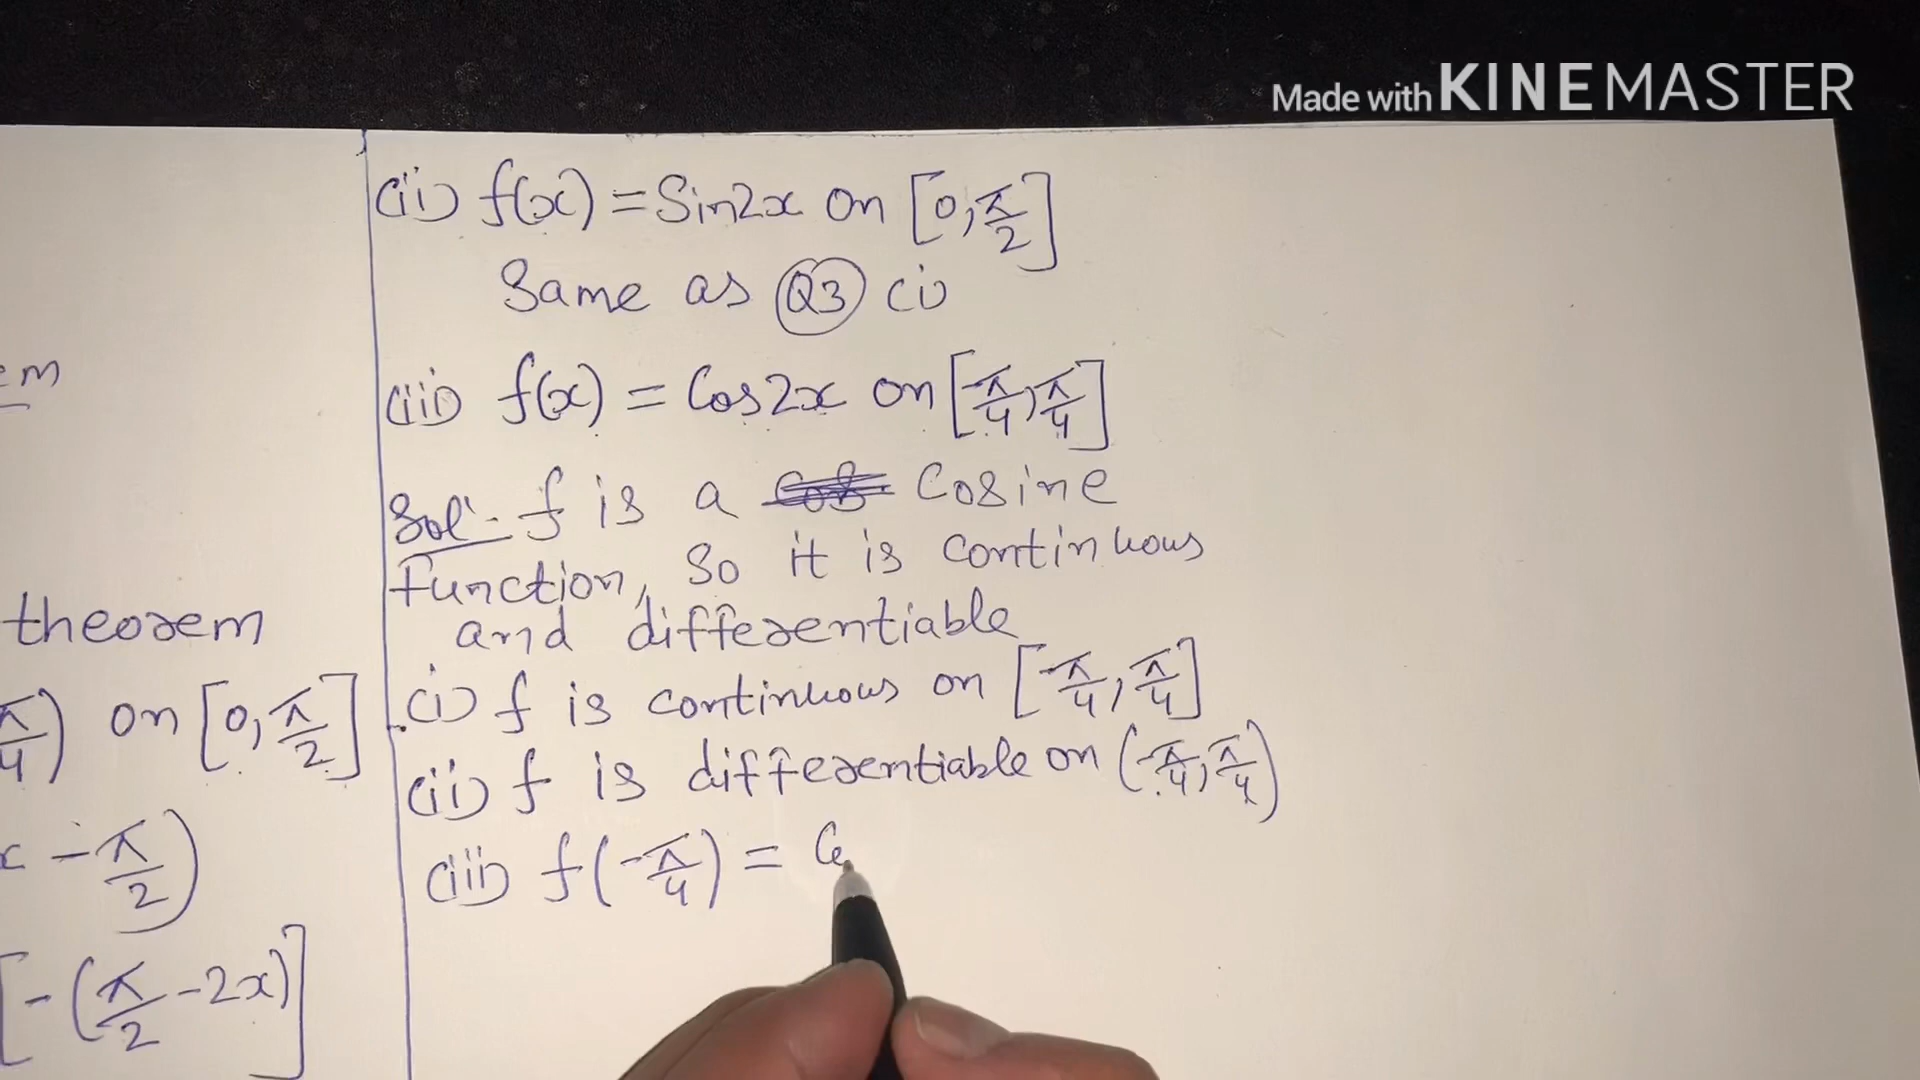 Made with KINEMASTER
em
theorem
π/4) on [0, π/2]
x - π/2)
[-(π/2 - 2x)]
(ii) f(x) = Sin2x on [0, π/2]
Same as Q3 (i)
(iii) f(x) = Cos2x on [-π/4, π/4]
Sol:- f is a Cosine
function, So it is continuous
and differentiable
(i) f is continuous on [-π/4, π/4]
(ii) f is differentiable on (-π/4, π/4)
(iii) f(-π/4) =